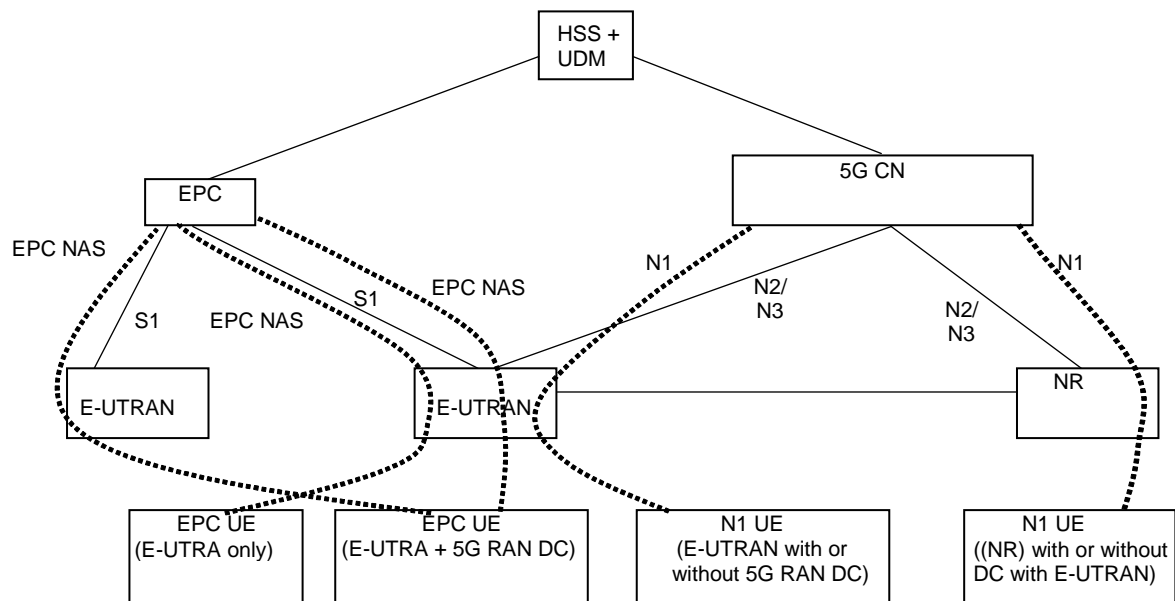 HSS +
UDM
EPC
5G CN
EPC NAS
N1
N1
S1
EPC NAS
N2/
N3
S1
EPC NAS
N2/
N3
E-UTRAN
E-UTRAN
NR
EPC UE
(E-UTRA only)
EPC UE
(E-UTRA + 5G RAN DC)
N1 UE
(E-UTRAN with or
without 5G RAN DC)
N1 UE
((NR) with or without
DC with E-UTRAN)